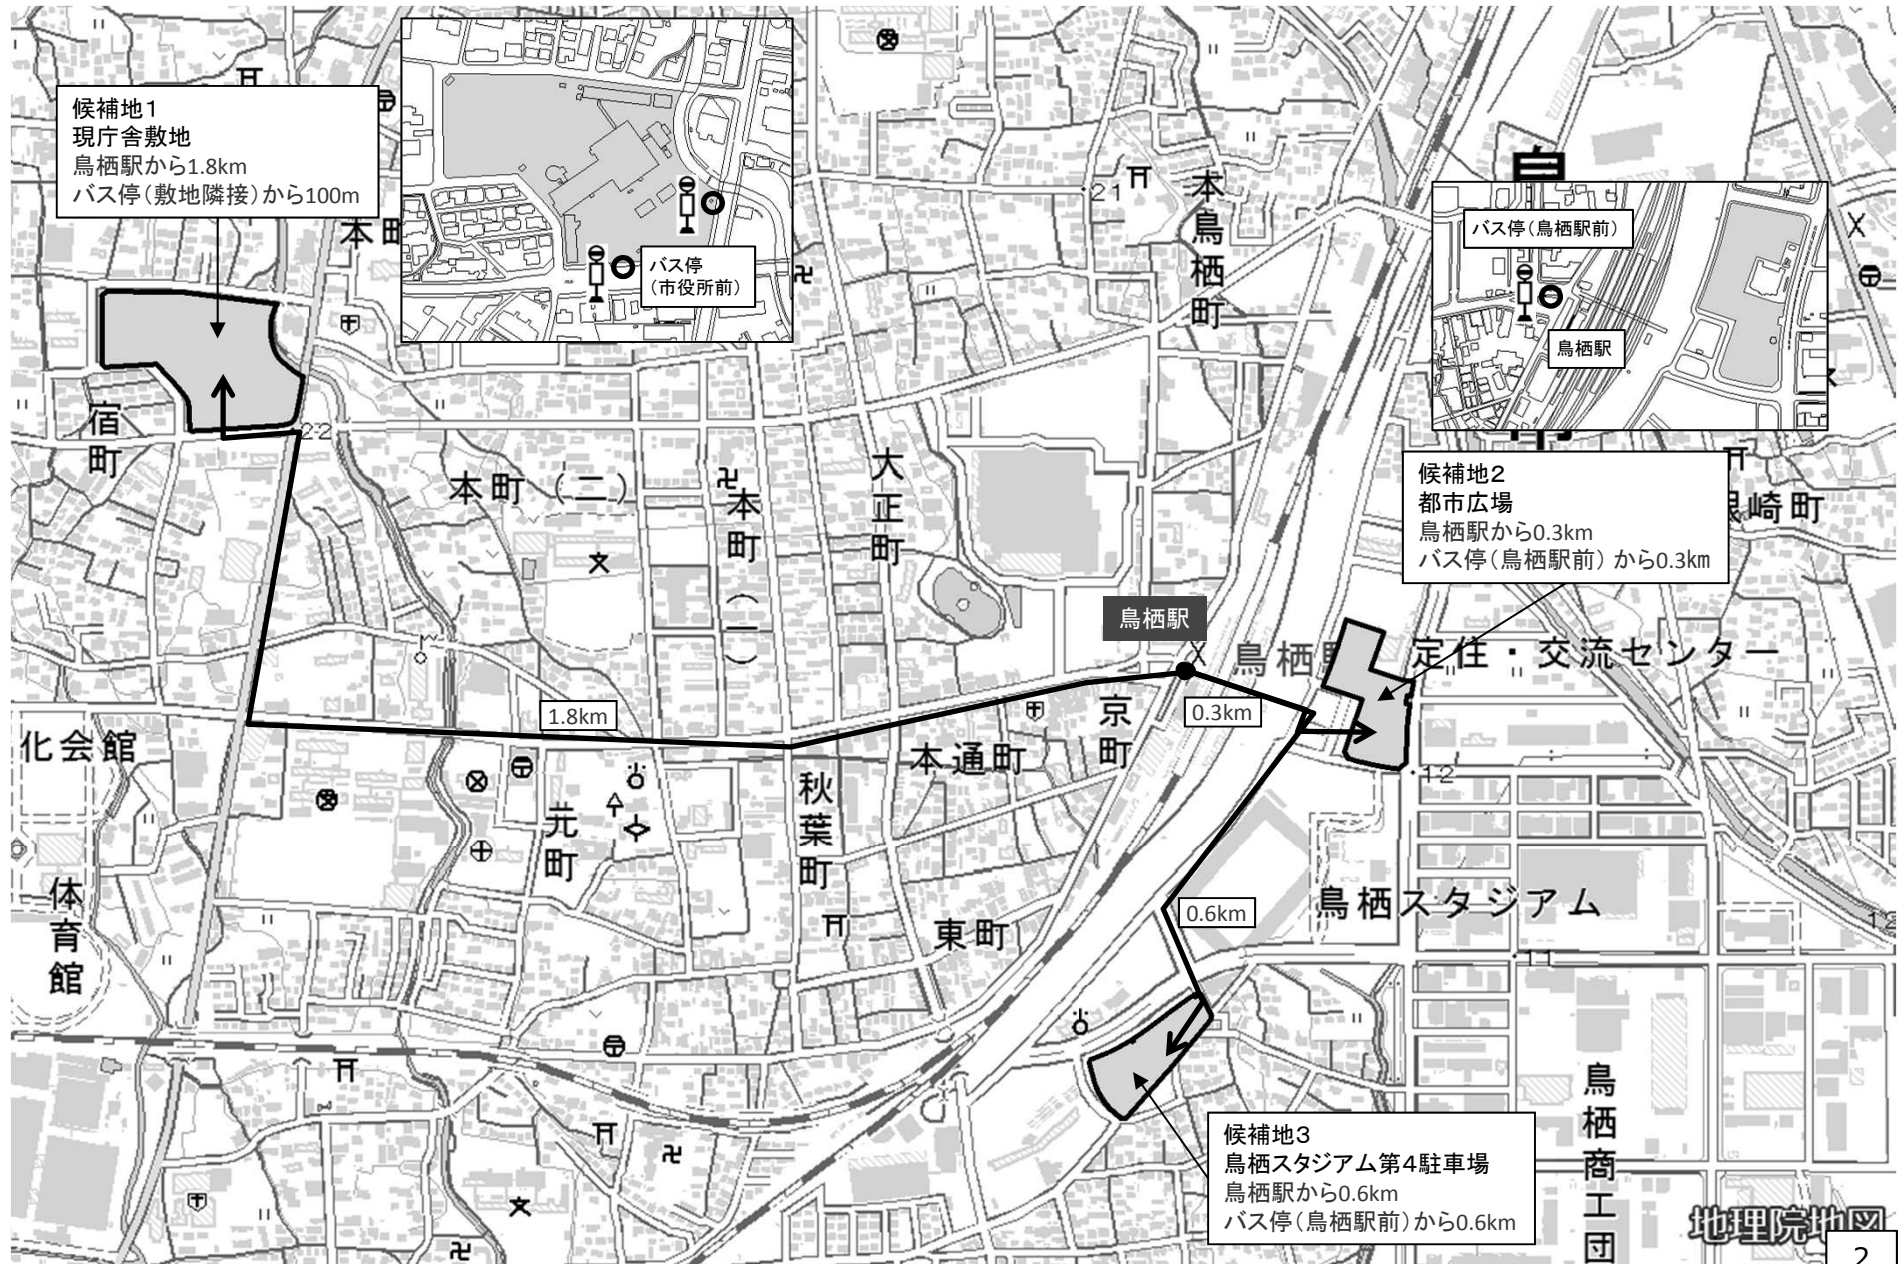 候補地1
現庁舎敷地
鳥栖駅から1.8km
バス停(敷地隣接)から100m
バス停
(市役所前)
バス停(鳥栖駅前)
鳥栖駅
候補地2
都市広場
鳥栖駅から0.3km
バス停(鳥栖駅前) から0.3km
本鳥栖町
21
宿町
22
本町(二)
本町(一)
大正町
鳥栖駅
鳥栖
定住・交流センター
1.8km
0.3km
京町
化会館
本通町
12
元町
秋葉町
体育館
東町
0.6km
鳥栖スタジアム
11
候補地3
鳥栖スタジアム第4駐車場
鳥栖駅から0.6km
バス停(鳥栖駅前)から0.6km
鳥栖商工団
地理院地図
2